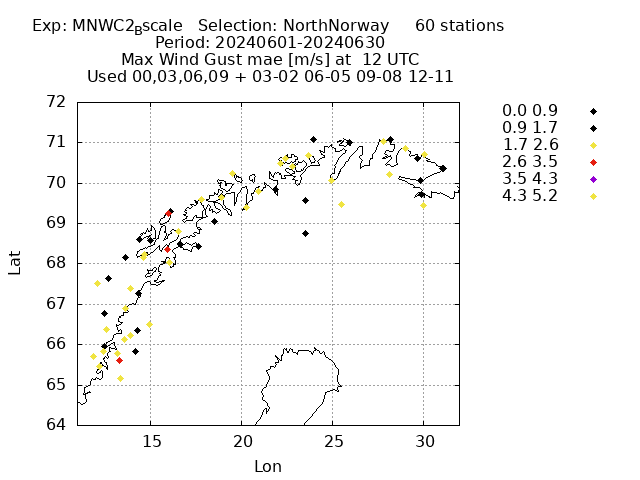 Exp: MNWC2_Bscale Selection: NorthNorway 60 stations
Period: 20240601-20240630
Max Wind Gust mae [m/s] at 12 UTC
Used 00,03,06,09 + 03-02 06-05 09-08 12-11
0.0 0.9
0.9 1.7
1.7 2.6
2.6 3.5
3.5 4.3
4.3 5.2
72
71
70
69
68
67
66
65
64
Lat
15 20 25 30
Lon